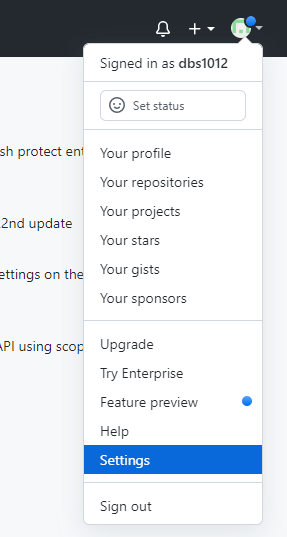 Signed in as dbs1012
Set status
sh protect ent
Your profile
Your repositories
Your projects
2nd update
Your stars
Your gists
ettings on the
Your sponsors
Upgrade
API using scop
Try Enterprise
Feature preview
Help
Settings
Sign out